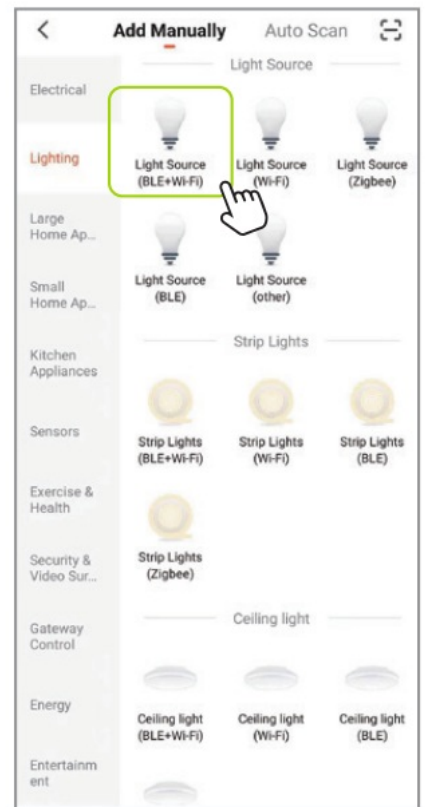 Add Manually Auto Scan
Electrical
Lighting
Large
Home Ap...
Small
Home Ap...
Kitchen
Appliances
Sensors
Exercise &
Health
Security &
Video Sur...
Gateway
Control
Energy
Entertainm
ent
Light Source
Light Source
(BLE+Wi-Fi)
Light Source
(Wi-Fi)
Light Source
(Zigbee)
Light Source
(BLE)
Light Source
(other)
Strip Lights
Strip Lights
(BLE+Wi-Fi)
Strip Lights
(Wi-Fi)
Strip Lights
(BLE)
Strip Lights
(Zigbee)
Ceiling light
Ceiling light
(BLE+Wi-Fi)
Ceiling light
(Wi-Fi)
Ceiling light
(BLE)